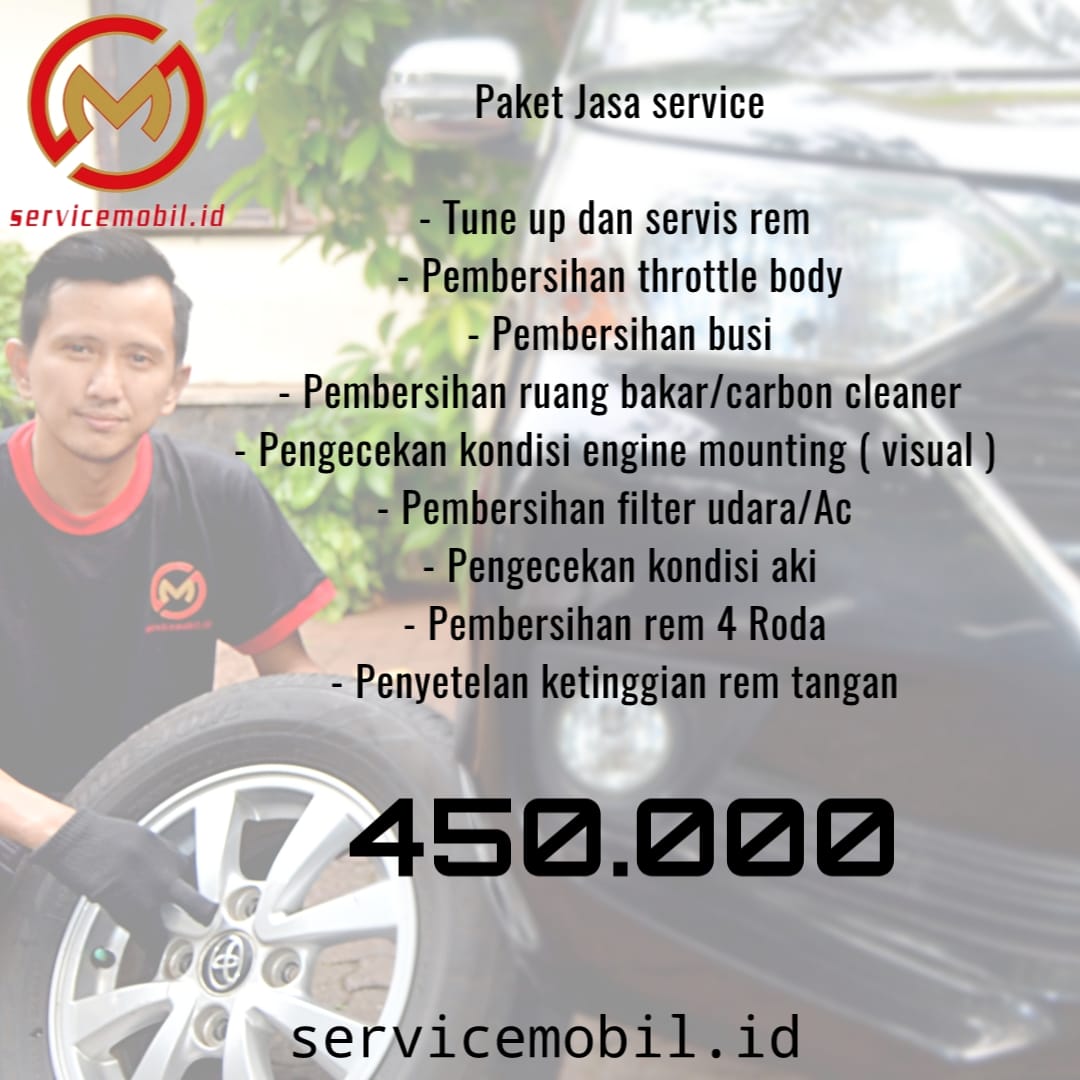 servicemobil.id
Paket Jasa service
- Tune up dan servis rem
- Pembersihan throttle body
- Pembersihan busi
- Pembersihan ruang bakar/carbon cleaner
- Pengecekan kondisi engine mounting ( visual )
- Pembersihan filter udara/Ac
- Pengecekan kondisi aki
- Pembersihan rem 4 Roda
- Penyetelan ketinggian rem tangan
servicemobil.id
450.000
servicemobil.id